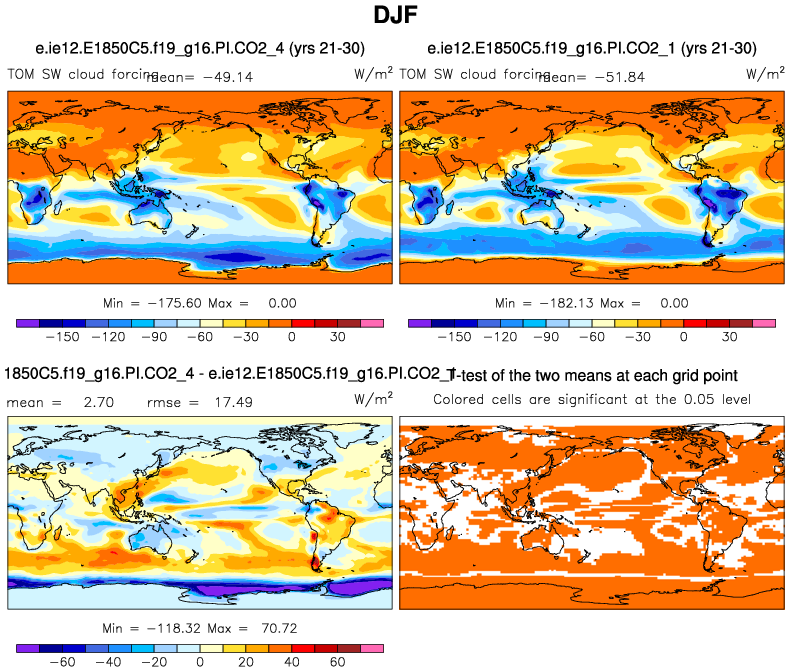 DJF
e.ie12.E1850C5.f19_g16.PI.CO2_4 (yrs 21-30)
TOM SW cloud forcing mean= −49.14 W/m²
Min = −175.60 Max = 0.00
−150 −120 −90 −60 −30 0 30
e.ie12.E1850C5.f19_g16.PI.CO2_1 (yrs 21-30)
TOM SW cloud forcing mean= −51.84 W/m²
Min = −182.13 Max = 0.00
−150 −120 −90 −60 −30 0 30
1850C5.f19_g16.PI.CO2_4 - e.ie12.E1850C5.f19_g16.PI.CO2_1
mean = 2.70 rmse = 17.49 W/m²
Min = −118.32 Max = 70.72
−60 −40 −20 0 20 40 60
T-test of the two means at each grid point
Colored cells are significant at the 0.05 level